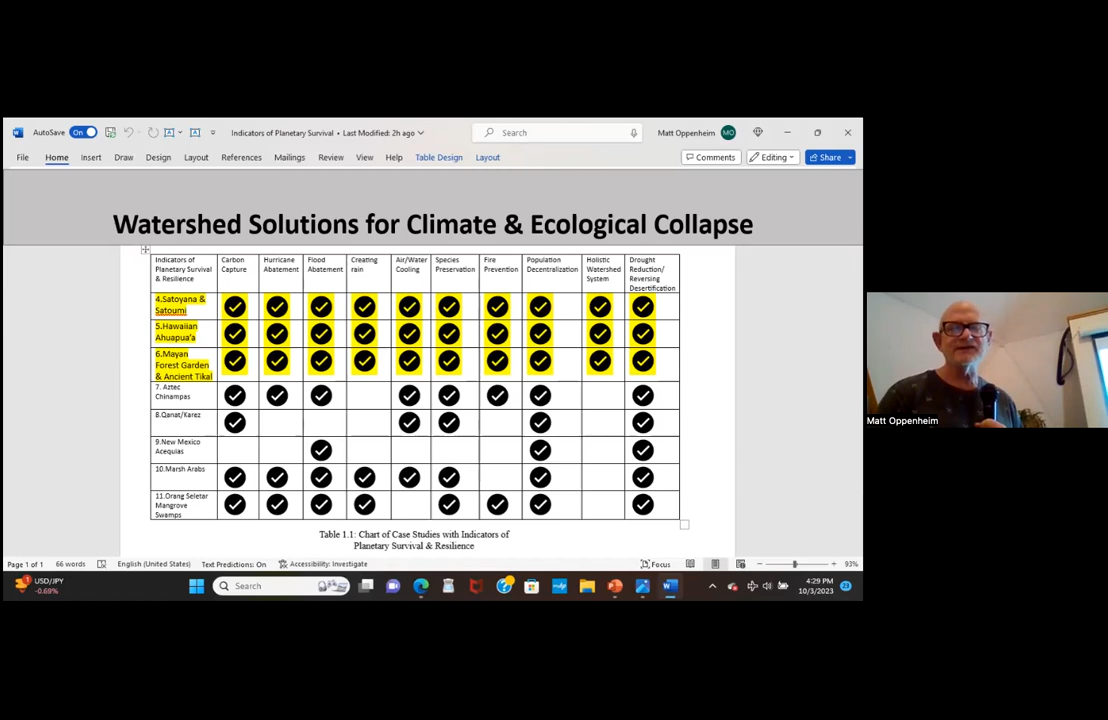 AutoSave On Indicators of Planetary Survival • Last Modified: 2h ago Search Matt Oppenheim MO
File Home Insert Draw Design Layout References Mailings Review View Help Table Design Layout Comments Editing Share
Watershed Solutions for Climate & Ecological Collapse
Indicators of
Planetary Survival
& Resilience
Carbon
Capture
Hurricane
Abatement
Flood
Abatement
Creating
rain
Air/Water
Cooling
Species
Preservation
Fire
Prevention
Population
Decentralization
Holistic
Watershed
System
Drought
Reduction/
Reversing
Desertification
4.Satoyana &
Satoumi
5.Hawaiian
Ahuapua'a
6.Mayan
Forest Garden
& Ancient Tikal
7. Aztec
Chinampas
8.Qanat/Karez
9.New Mexico
Acequias
10.Marsh Arabs
11.Orang Seletar
Mangrove
Swamps
Table 1.1: Chart of Case Studies with Indicators of
Planetary Survival & Resilience
Matt Oppenheim
Page 1 of 1 66 words English (United States) Text Predictions: On Accessibility: Investigate Focus 93%
USD/JPY
-0.69%
Search
4:29 PM
10/3/2023
23